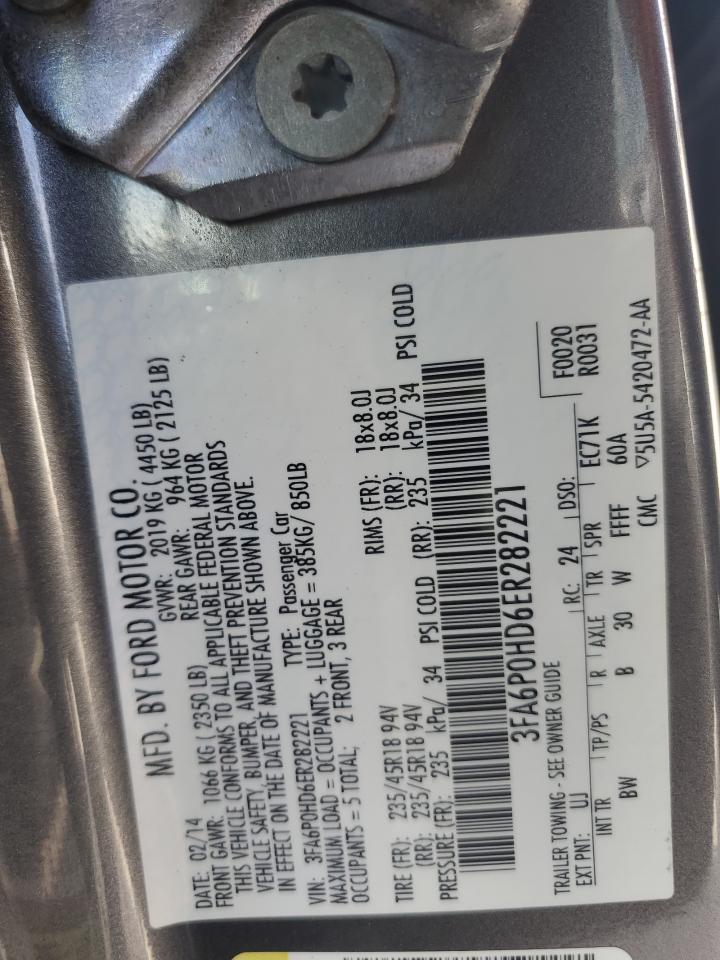 MFD. BY FORD MOTOR CO.
DATE: 02/14 GVWR: 2019 KG ( 4450 LB)
FRONT GAWR: 1066 KG ( 2350 LB) REAR GAWR: 964 KG ( 2125 LB)
THIS VEHICLE CONFORMS TO ALL APPLICABLE FEDERAL MOTOR
VEHICLE SAFETY, BUMPER, AND THEFT PREVENTION STANDARDS
IN EFFECT ON THE DATE OF MANUFACTURE SHOWN ABOVE.
VIN: 3FA6P0HD6ER282221 TYPE: Passenger Car
MAXIMUM LOAD = OCCUPANTS + LUGGAGE = 385KG/ 850LB
OCCUPANTS = 5 TOTAL; 2 FRONT, 3 REAR
TIRE (FR): 235/45R18 94V RIMS (FR): 18x8.0J
(RR): 235/45R18 94V (RR): 18x8.0J
PRESSURE (FR): 235 kPa/ 34 PSI COLD (RR): 235 kPa/ 34 PSI COLD
3FA6P0HD6ER282221
TRAILER TOWING - SEE OWNER GUIDE
F0020
EXT PNT: UJ RC: 24 DSO: R0031
INT TR TP/PS R AXLE TR SPR EC71K
BW B 30 W FFFF 60A
CMC ▽5U5A-5420472-AA